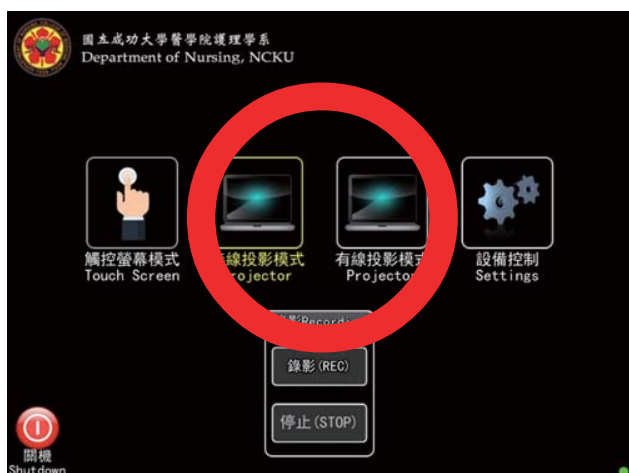 國立成功大學醫學院護理學系
Department of Nursing, NCKU
觸控螢幕模式
Touch Screen
線投影模式
rojector
有線投影模式
Projector
設備控制
Settings
錄影(REC)
停止(STOP)
關機
Shutdown